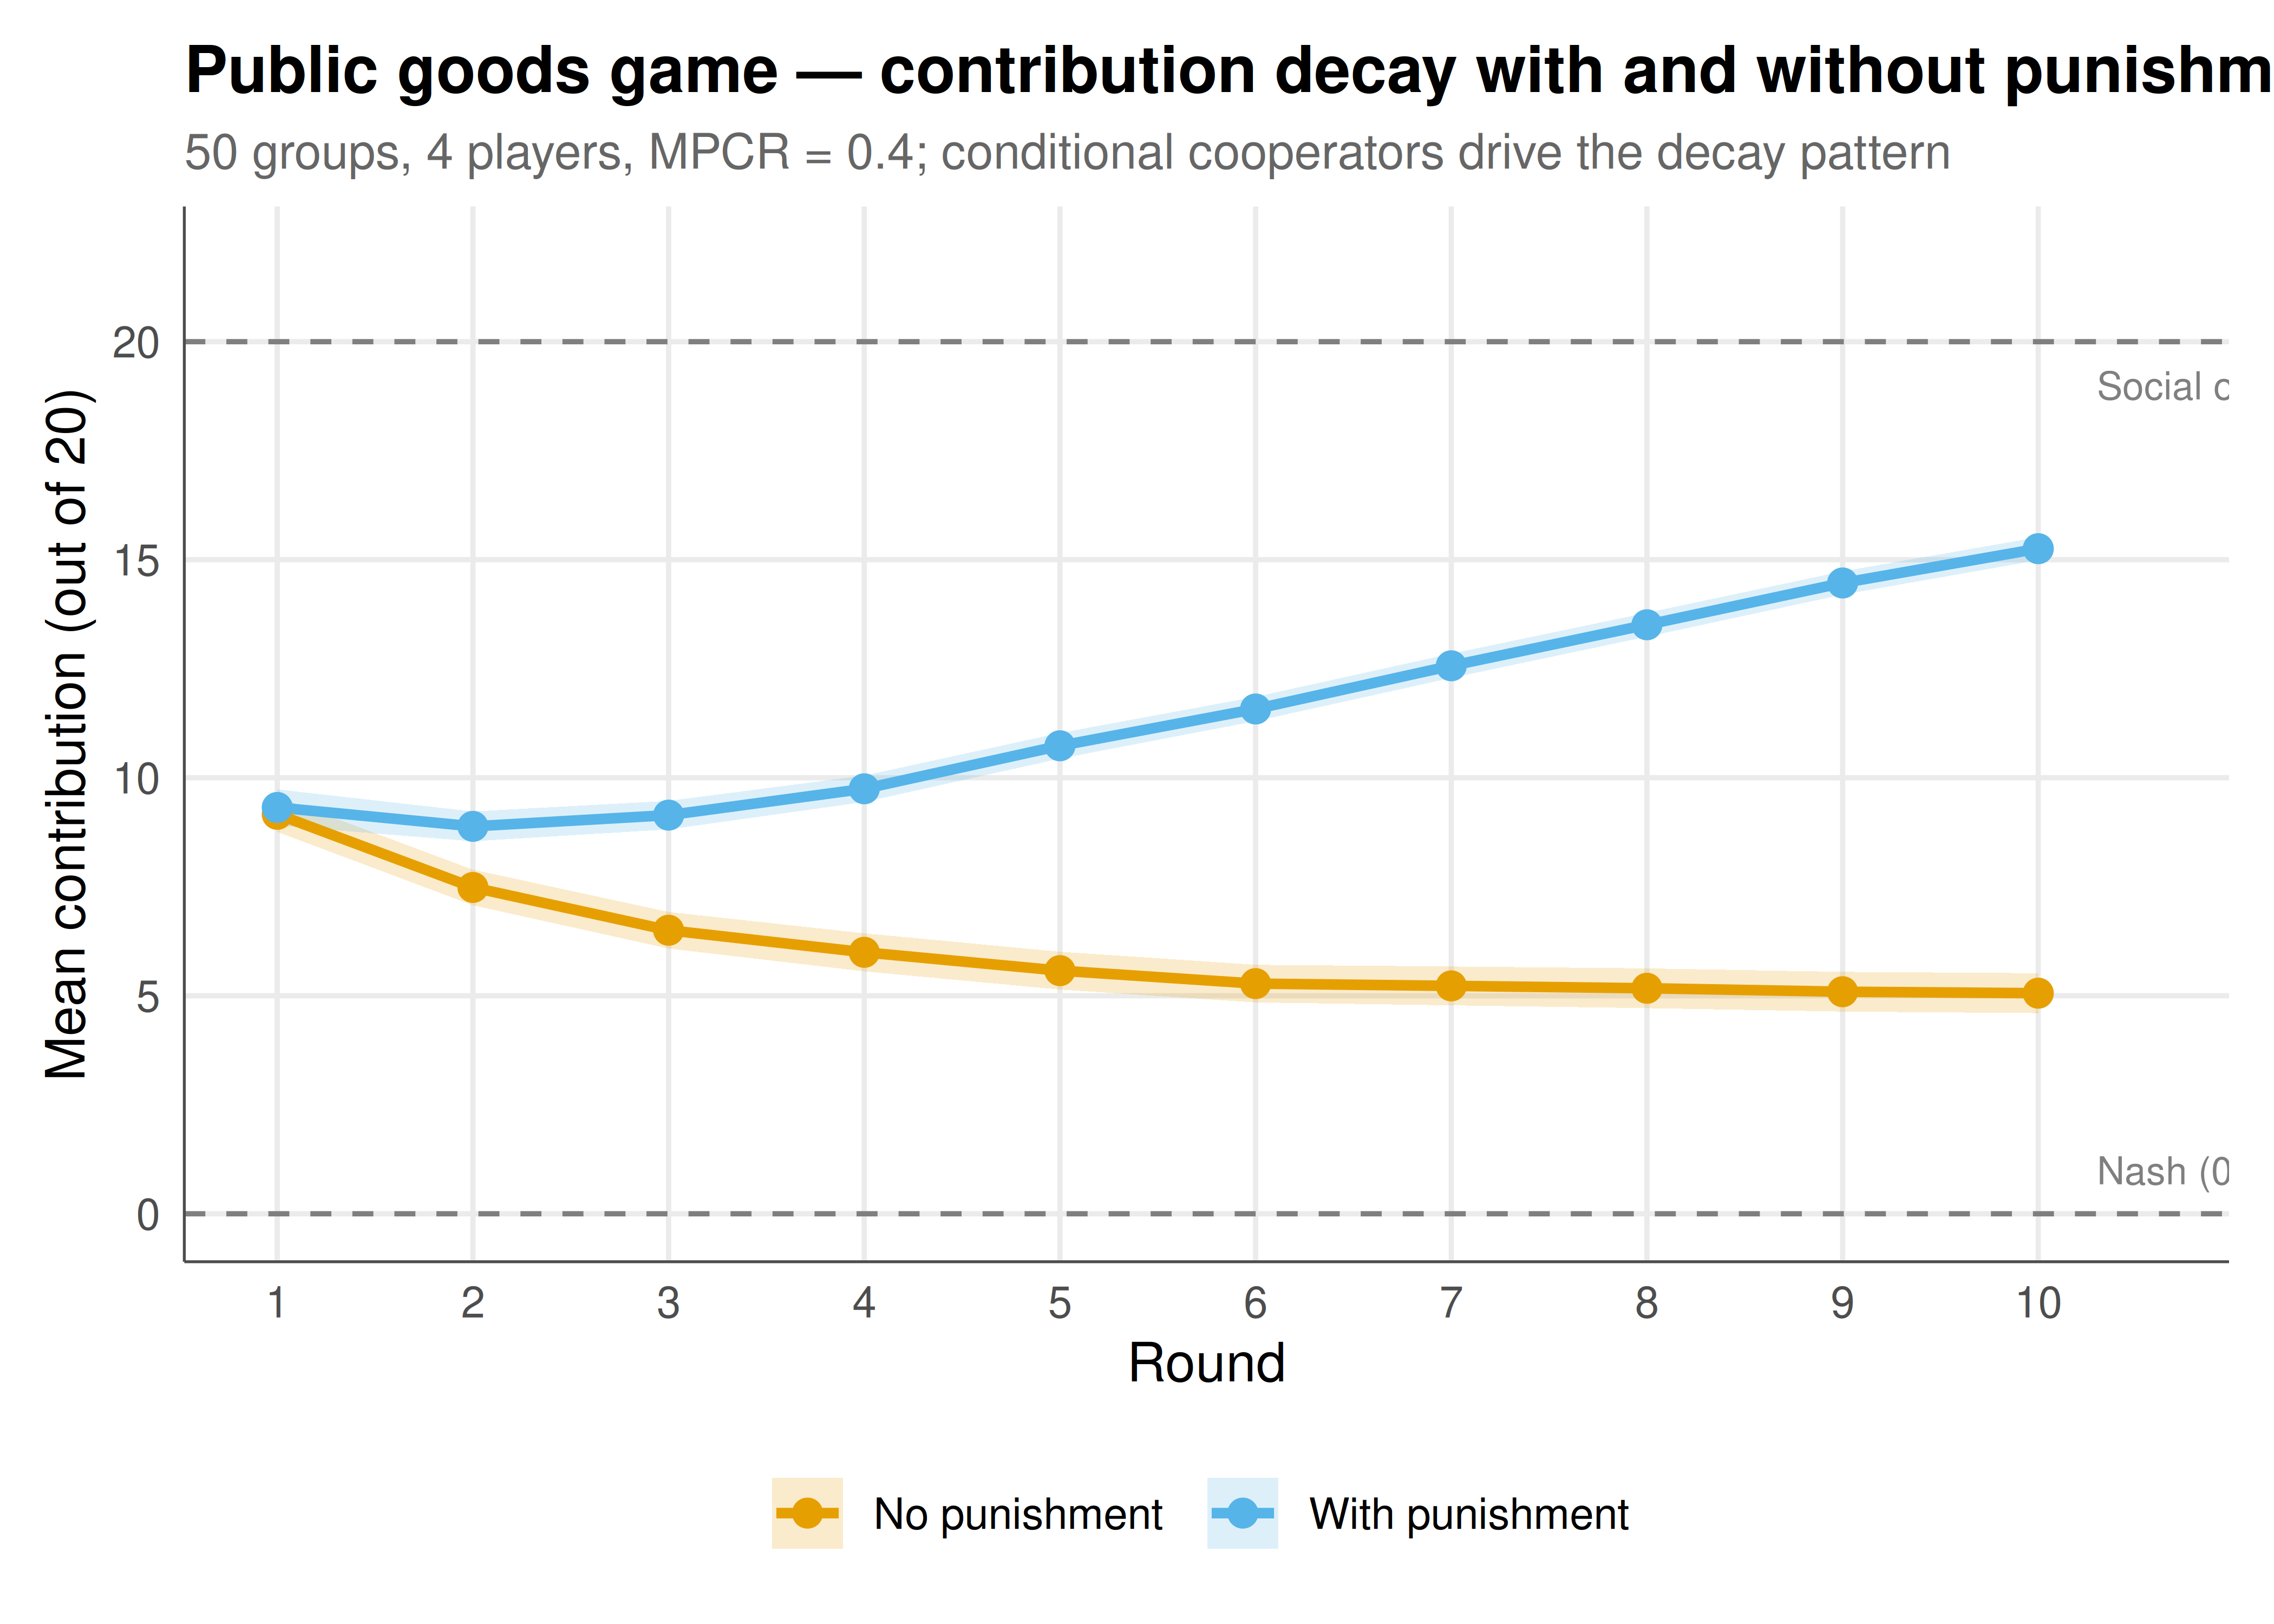 Public goods game — contribution decay with and without punishm
50 groups, 4 players, MPCR = 0.4; conditional cooperators drive the decay pattern
Mean contribution (out of 20)
20
15
10
5
0
Social
Nash (0
1 2 3 4 5 6 7 8 9 10
Round
No punishment With punishment